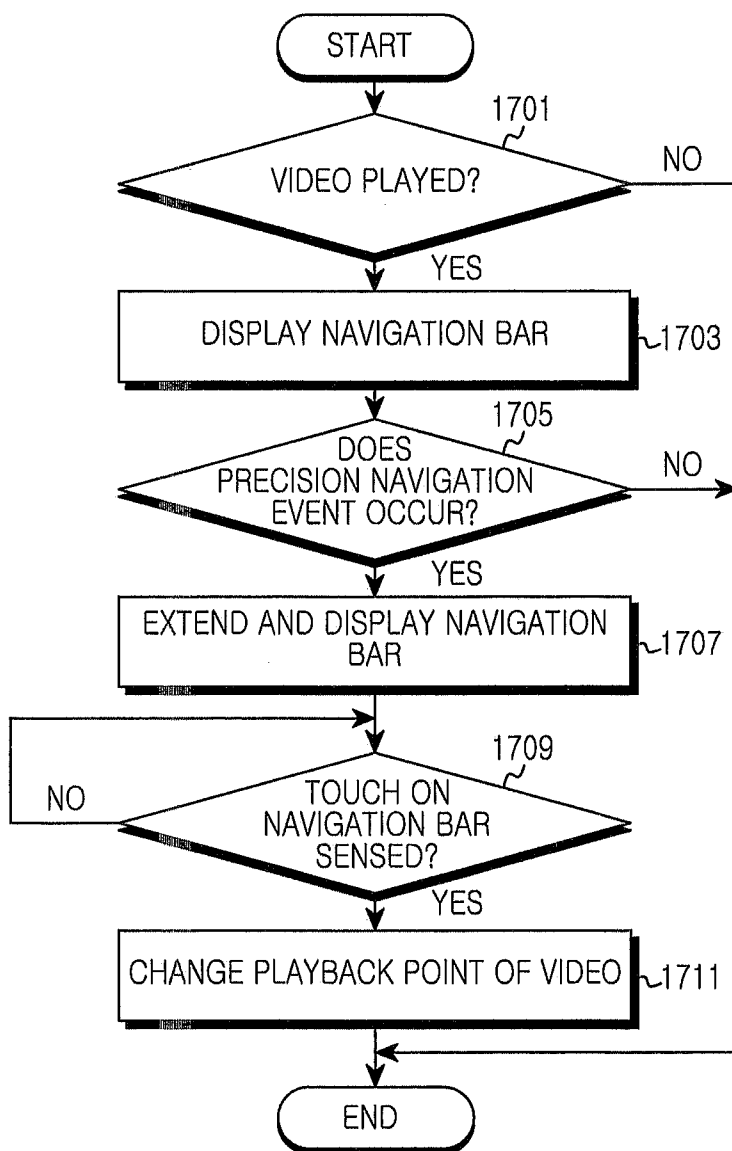 START
1701
VIDEO PLAYED?
NO
YES
DISPLAY NAVIGATION BAR
1703
1705
DOES
PRECISION NAVIGATION
EVENT OCCUR?
NO
YES
EXTEND AND DISPLAY NAVIGATION
BAR
1707
1709
TOUCH ON
NAVIGATION BAR
SENSED?
NO
YES
CHANGE PLAYBACK POINT OF VIDEO
1711
END